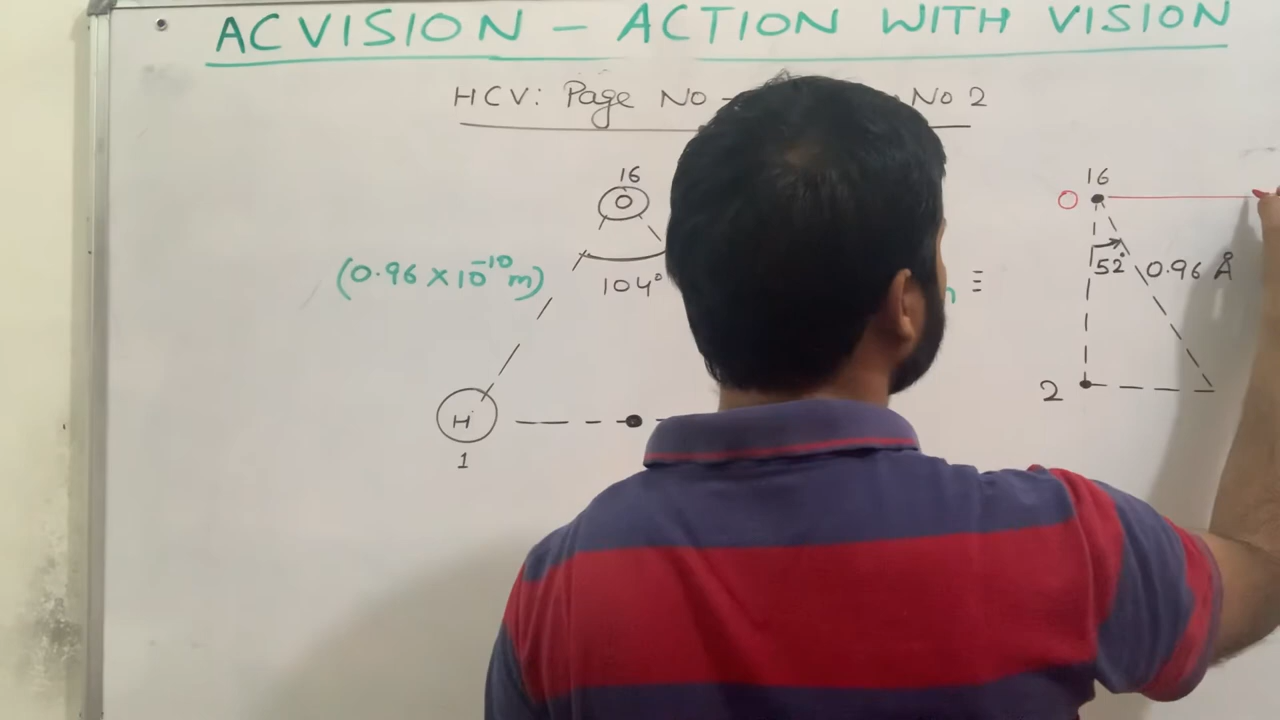 ACVISION - ACTION WITH VISION
HCV: Page No - No 2
16
O
(0.96 × 10⁻¹⁰ m)
104°
H
1
≡
16
O
52°
0.96 Å
2